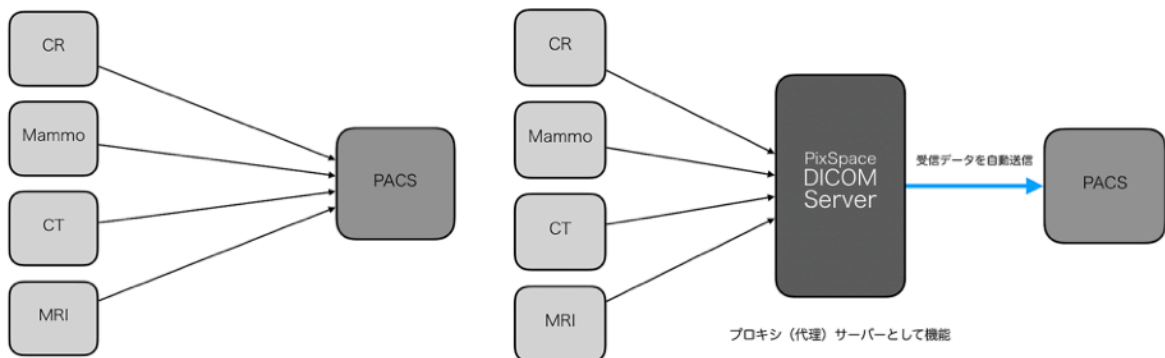 CR
Mammo
CT
MRI
PACS
CR
Mammo
CT
MRI
PixSpace
DICOM
Server
受信データを自動送信
PACS
プロキシ（代理）サーバーとして機能